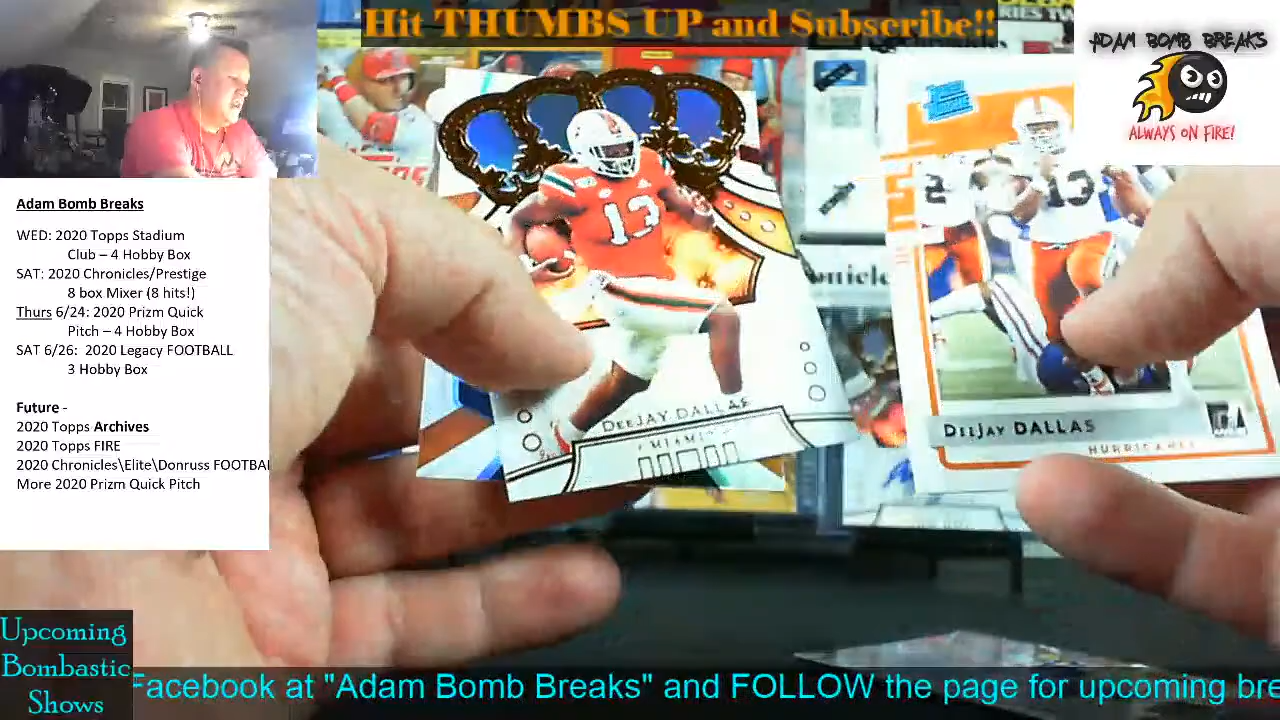 Hit THUMBS UP and Subscribe!!
ADAM BOMB BREAKS
ALWAYS ON FIRE!
Adam Bomb Breaks
WED: 2020 Topps Stadium
Club – 4 Hobby Box
SAT: 2020 Chronicles/Prestige
8 box Mixer (8 hits!)
Thurs 6/24: 2020 Prizm Quick
Pitch – 4 Hobby Box
SAT 6/26: 2020 Legacy FOOTBALL
3 Hobby Box
Future -
2020 Topps Archives
2020 Topps FIRE
2020 Chronicles\Elite\Donruss FOOTBAL
More 2020 Prizm Quick Pitch
13
DEEJAY DALLAS
MIAMI
2
13
DEEJAY DALLAS
HURRICANES
Upcoming
Bombastic
Shows
Facebook at "Adam Bomb Breaks" and FOLLOW the page for upcoming bre